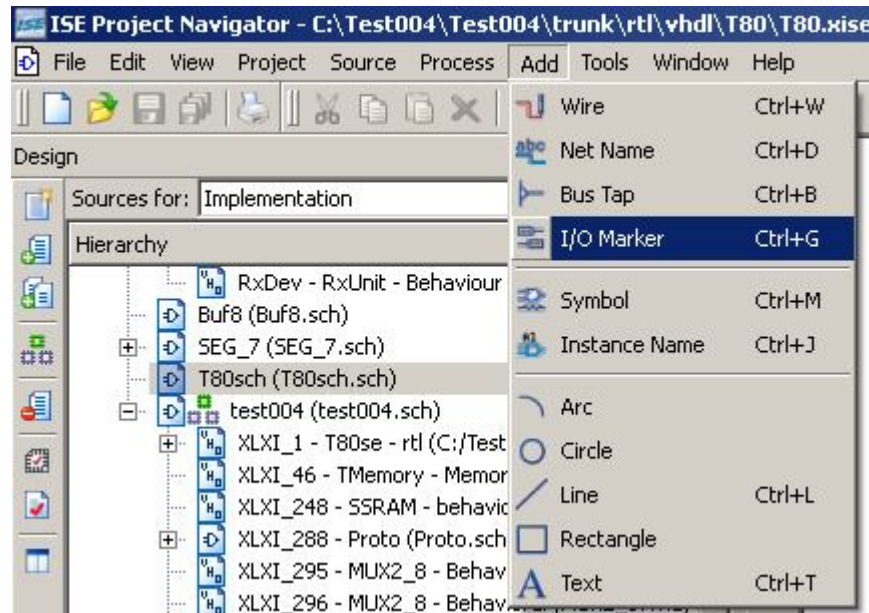 ISE Project Navigator - C:\Test004\Test004\trunk\rtl\vhdl\T80\T80.xise
File Edit View Project Source Process Add Tools Window Help
Design
Sources for: Implementation
Hierarchy
RxDev - RxUnit - Behaviour
Buf8 (Buf8.sch)
SEG_7 (SEG_7.sch)
T80sch (T80sch.sch)
test004 (test004.sch)
XLXI_1 - T80se - rtl (C:/Test
XLXI_46 - TMemory - Memor
XLXI_248 - SSRAM - behavio
XLXI_288 - Proto (Proto.sch
XLXI_295 - MUX2_8 - Behav
XLXI_296 - MUX2_8 - Behav
Wire Ctrl+W
Net Name Ctrl+D
Bus Tap Ctrl+B
I/O Marker Ctrl+G
Symbol Ctrl+M
Instance Name Ctrl+J
Arc
Circle
Line Ctrl+L
Rectangle
Text Ctrl+T